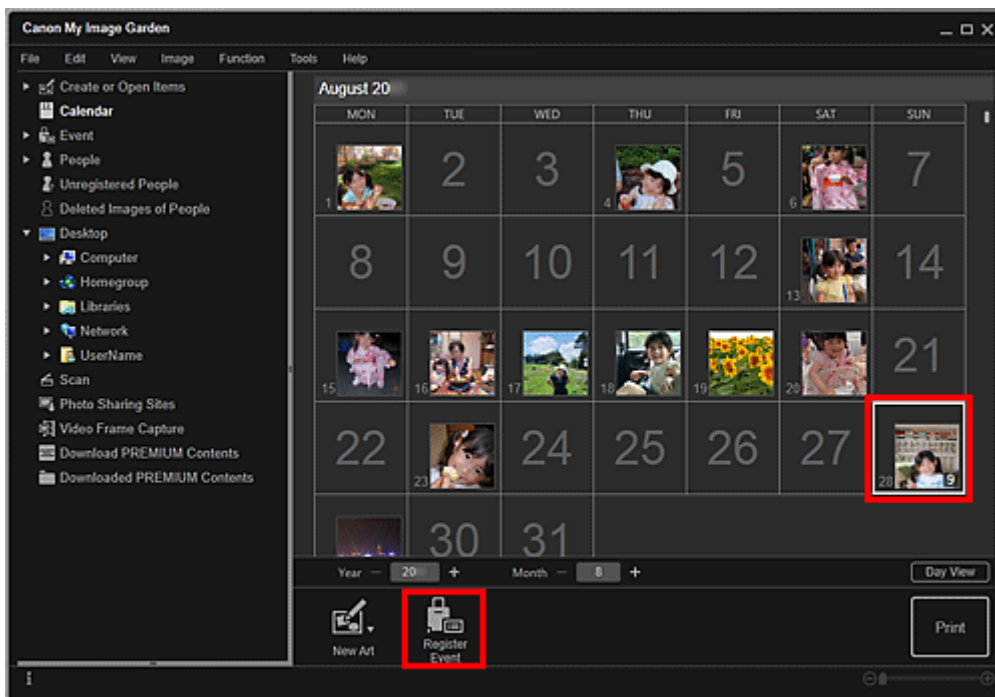 Canon My Image Garden
File Edit View Image Function Tools Help
Create or Open Items
Calendar
Event
People
Unregistered People
Deleted Images of People
Desktop
Computer
Homegroup
Libraries
Network
UserName
Scan
Photo Sharing Sites
Video Frame Capture
Download PREMIUM Contents
Downloaded PREMIUM Contents
August 20
MON TUE WED THU FRI SAT SUN
1 2 3 4 5 6 7
8 9 10 11 12 13 14
15 16 17 18 19 20 21
22 23 24 25 26 27 28 9
30 31
Year − 20 + Month − 8 + Day View
New Art
Register
Event
Print